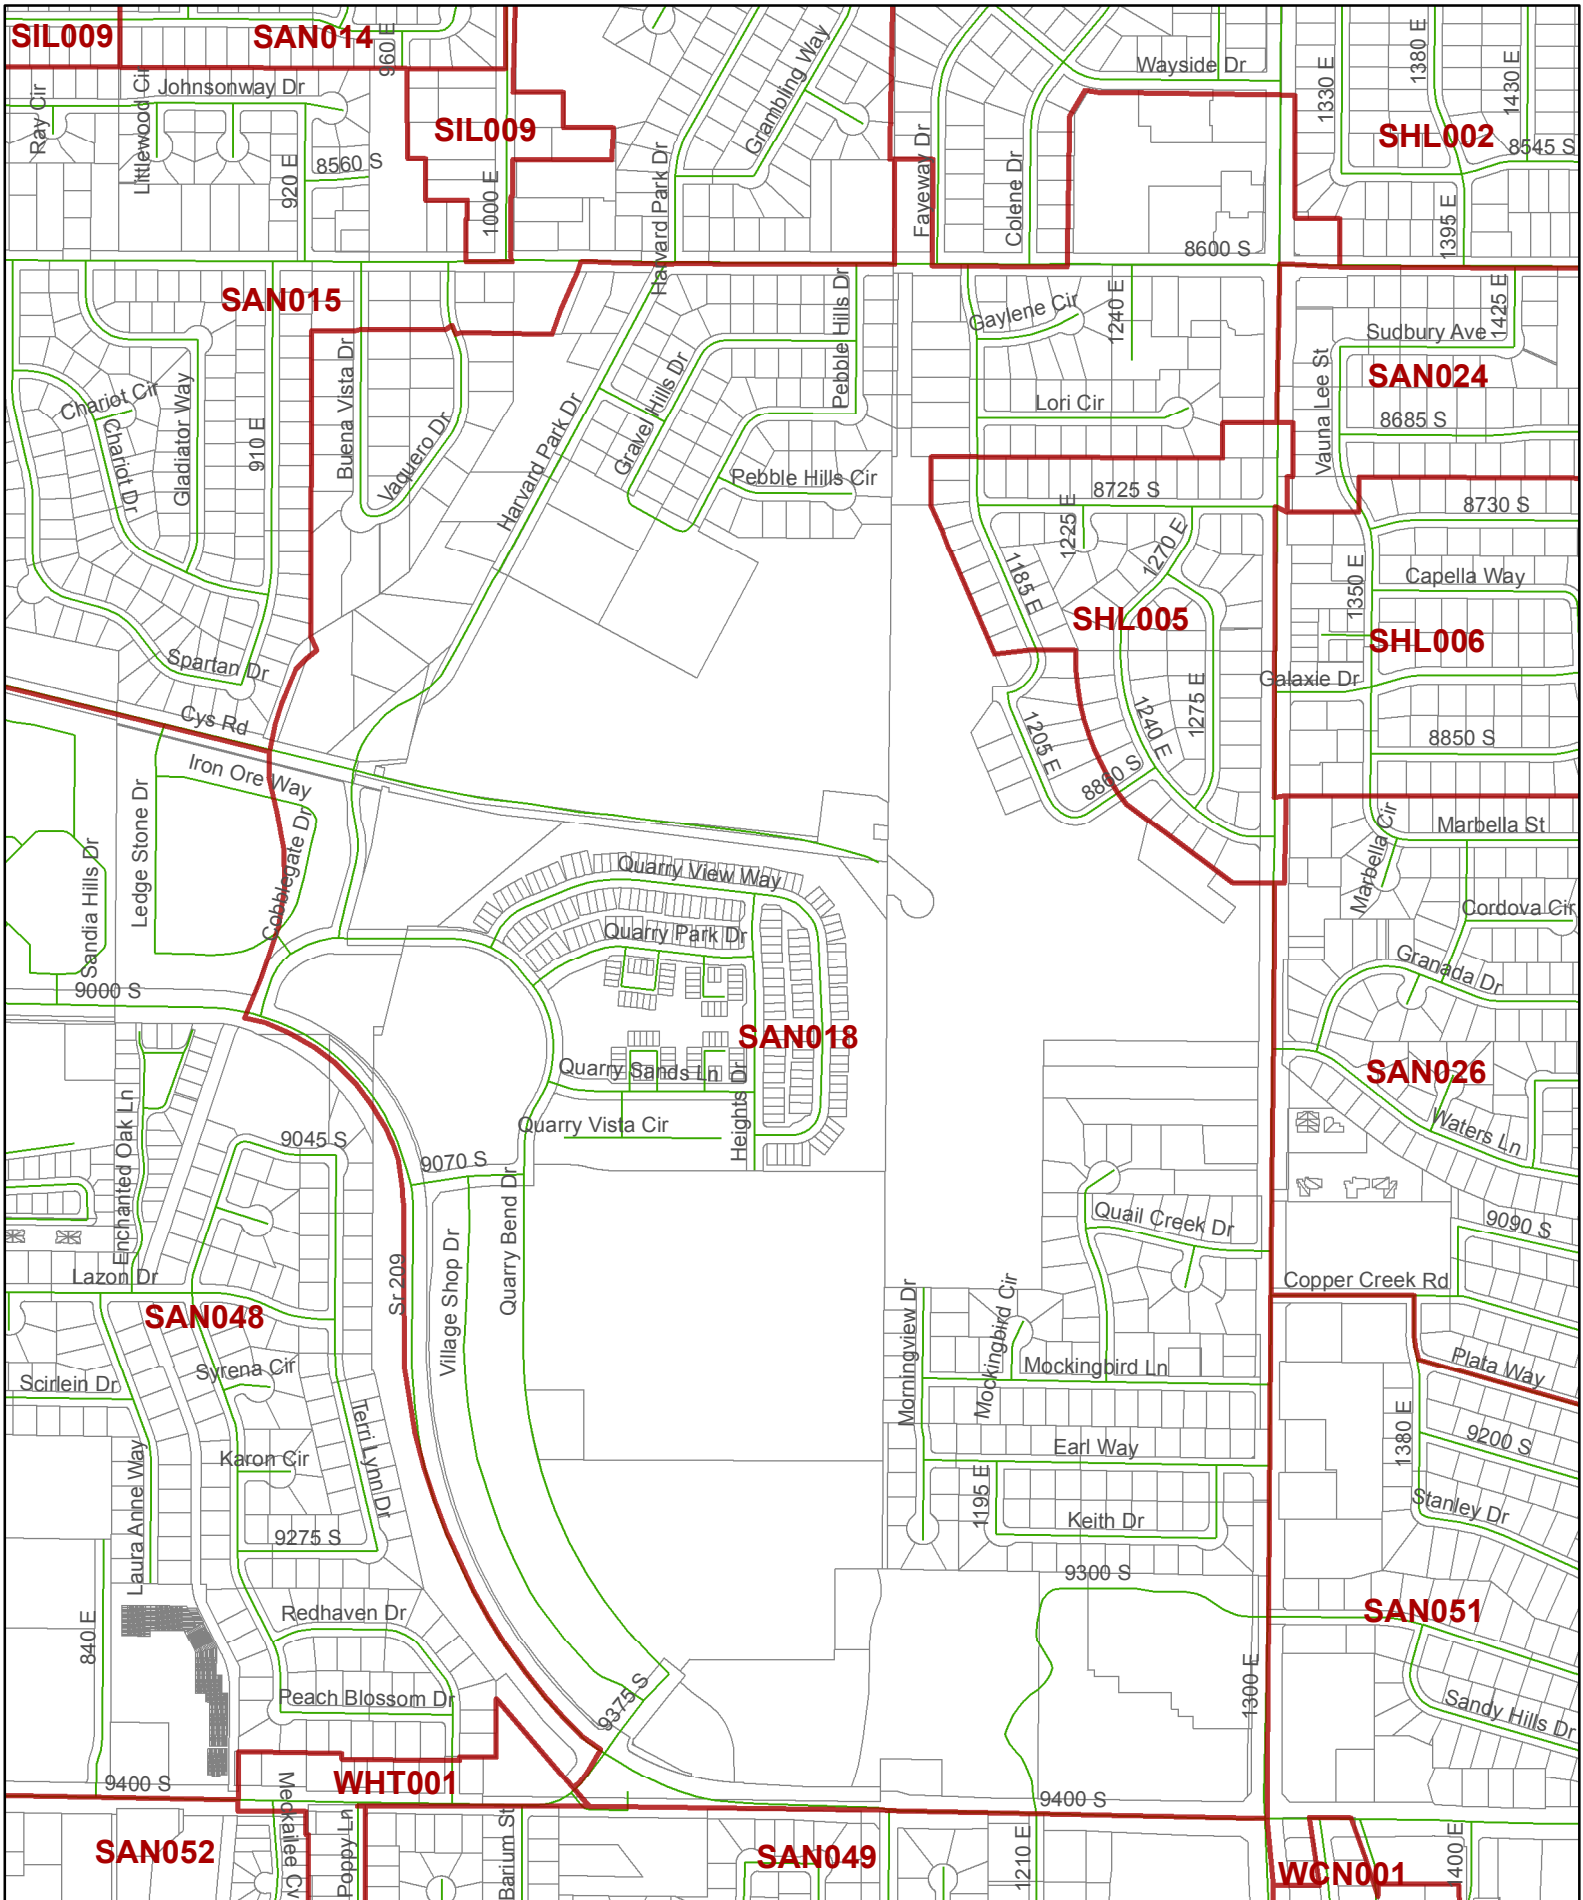 SIL009
SAN014
960 E
Grambling Way
Wayside Dr
1330 E
1380 E
1430 E
Ray Cir
Littlewood Cir
Johnsonway Dr
SIL009
SHL002
8545 S
920 E
8560 S
1000 E
Harvard Park Dr
Faveway Dr
Colene Dr
8600 S
1395 E
SAN015
Harvard Park Dr
Pebble Hills Dr
Gaylene Cir
1240 E
1425 E
Sudbury Ave
SAN024
Chariot Cir
Chariot Dr
Gladiator Way
910 E
Buena Vista Dr
Vaquero Dr
Gravel Hills Dr
Lori Cir
Vauna Lee St
8685 S
Pebble Hills Cir
8725 S
8730 S
1225 E
1270 E
1185 E
1350 E
Capella Way
SHL005
SHL006
Spartan Dr
Galaxie Dr
Cys Rd
1205 E
1240 E
1275 E
8850 S
Iron Ore Way
8860 S
Sandia Hills Dr
Ledge Stone Dr
Cobblegate Dr
Marbella Cir
Marbella St
Quarry View Way
Quarry Park Dr
Cordova Cir
9000 S
Granada Dr
SAN018
Quarry Sands Ln
SAN026
Enchanted Oak Ln
9045 S
Quarry Vista Cir
Heights Dr
Waters Ln
9070 S
Quail Creek Dr
9090 S
Lazon Dr
Sr 209
Village Shop Dr
Quarry Bend Dr
Copper Creek Rd
SAN048
Morningview Dr
Mockingbird Cir
Syrena Cir
Mockingbird Ln
Plata Way
Scirlein Dr
Laura Anne Way
Karon Cir
Terri Lynn Dr
Earl Way
1380 E
9200 S
1195 E
Keith Dr
Stanley Dr
9275 S
9300 S
840 E
Redhaven Dr
SAN051
Peach Blossom Dr
9375 S
1300 E
Sandy Hills Dr
9400 S
WHT001
9400 S
SAN052
Poppy Ln
Barium St
SAN049
1210 E
WCN001
1400 E